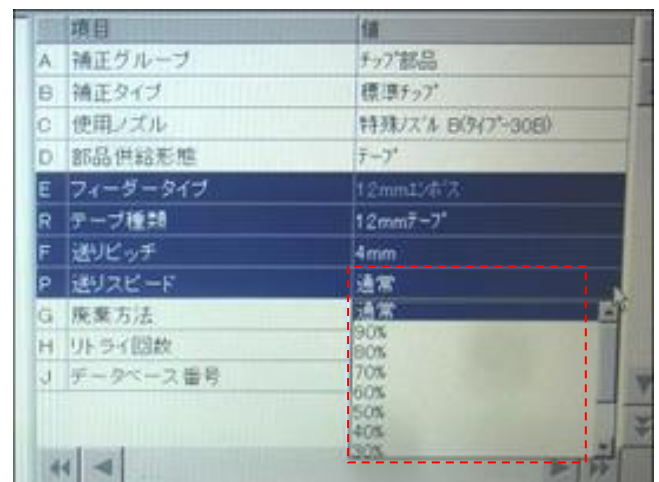 項目 値
A 補正グループ チップ部品
B 補正タイプ 標準チップ
C 使用ノズル 特殊ノズル B(タイプ-30B)
D 部品供給形態 テープ
E フィーダータイプ 12mmエンボス
R テープ種類 12mmテープ
F 送りピッチ 4mm
P 送りスピード 通常
G 廃棄方法 通常
90%
H リトライ回数 80%
J データベース番号 70%
60%
50%
40%
30%